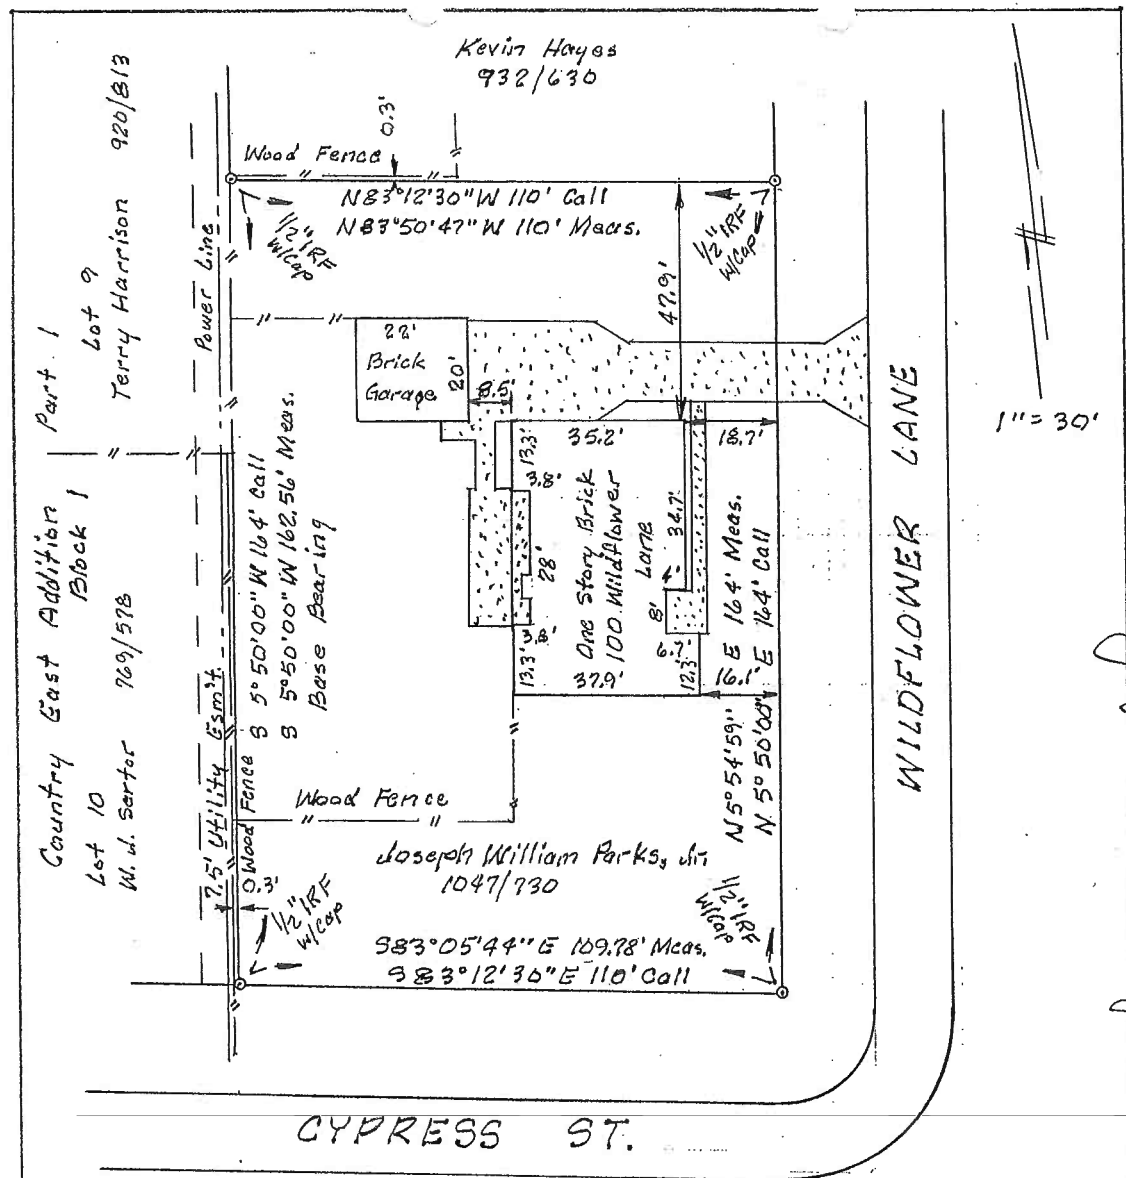 Kevin Hayes
932/630
0.3'
Wood Fence
N83°12'30"W 110' Call
N83°50'47"W 110' Meas.
1/2" IRF
W/Cap
1/2" IRF
W/Cap
47.9'
Power Line
Country East Addition Part 1
Block 1
Lot 9
Terry Harrison 920/813
Lot 10
W. J. Sartor 769/578
7.5' Utility Esm't.
22'
Brick
Garage
20'
8.5'
35.2'
18.7'
13.3'
3.8'
28'
3.8'
13.3'
One Story Brick
100 Wildflower
Lane
34.7'
4'
8'
6.7'
12.3'
37.9'
16.1'
S 5°50'00" W 164' Call
S 5°50'00" W 162.56' Meas.
Base Bearing
N 5°54'59" E 164' Meas.
N 5°50'00" E 164' Call
WILDFLOWER LANE
1" = 30'
Wood Fence
Wood Fence
0.3'
Joseph William Parks, Jr.
1047/730
1/2" IRF
W/Cap
1/2" IRF
W/Cap
S83°05'44" E 109.78' Meas.
S83°12'30" E 110' Call
CYPRESS ST.